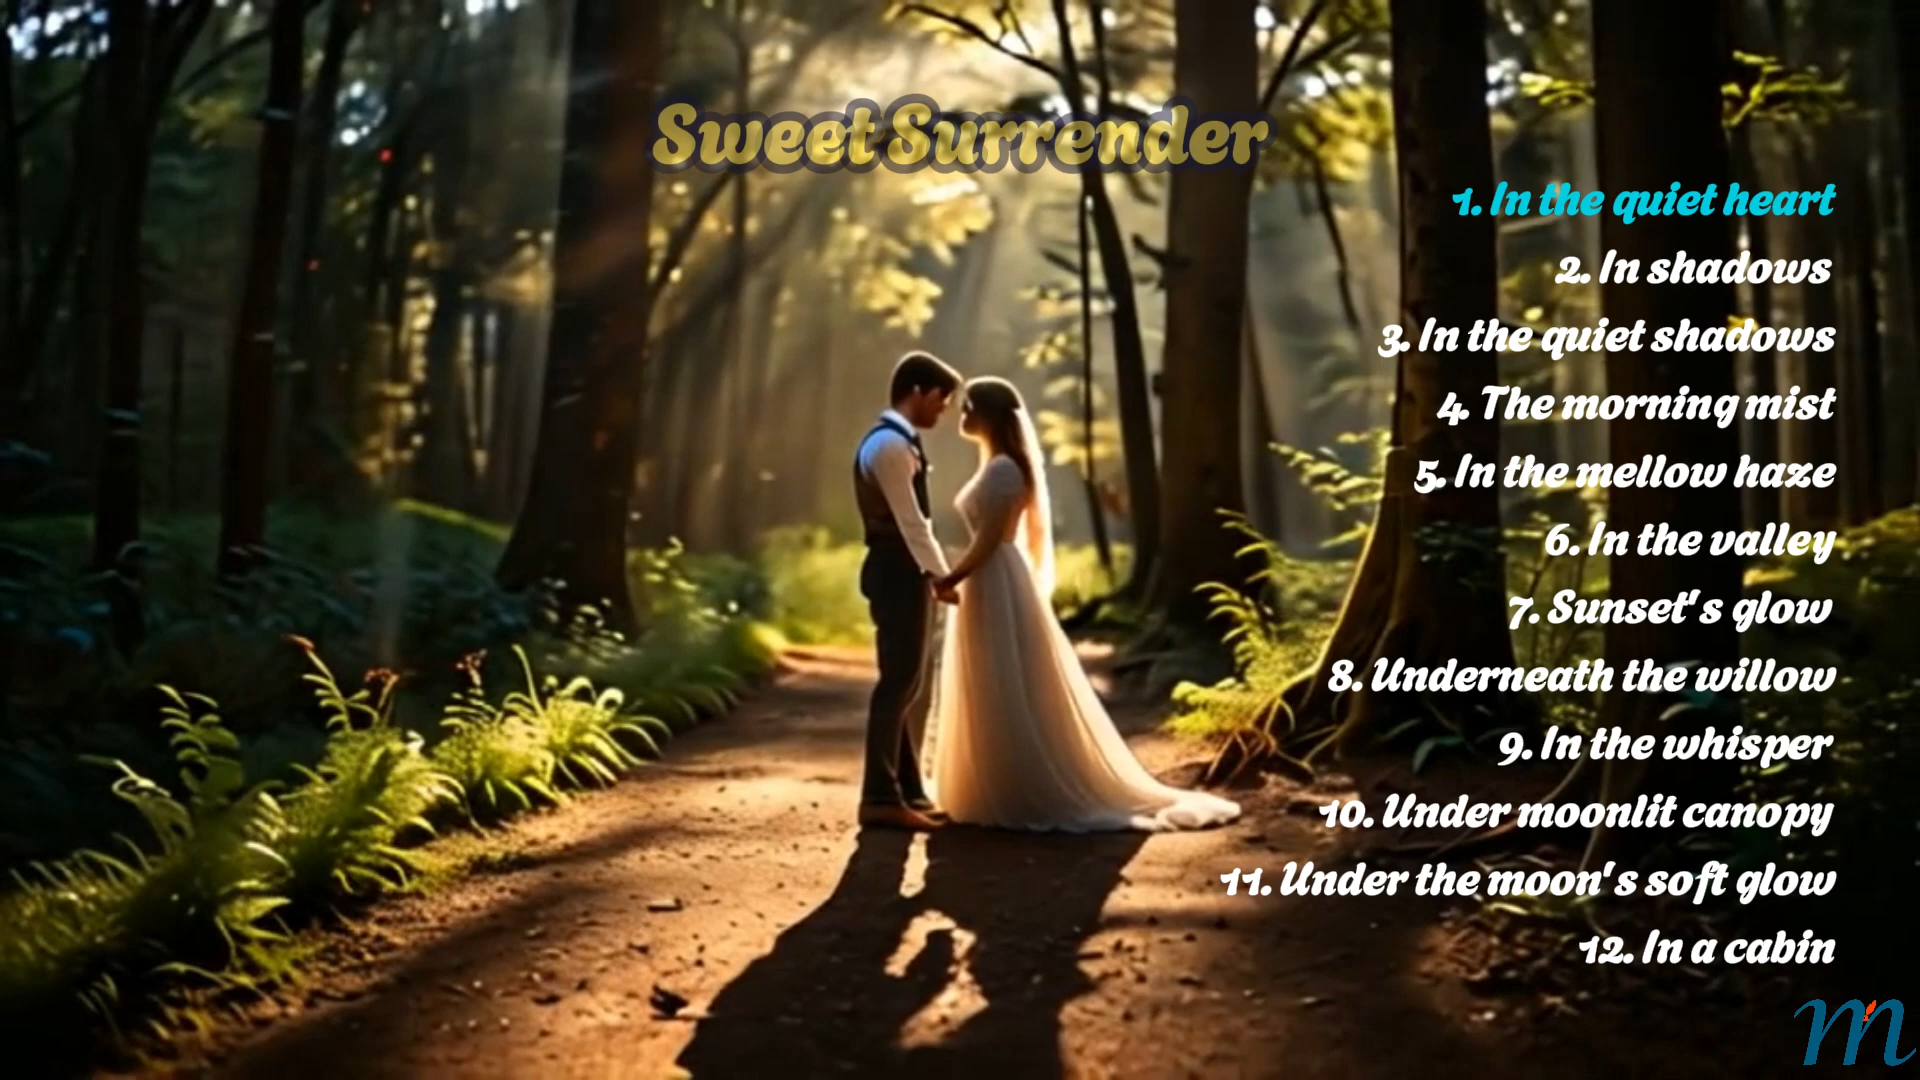 Sweet Surrender
1. In the quiet heart
2. In shadows
3. In the quiet shadows
4. The morning mist
5. In the mellow haze
6. In the valley
7. Sunset's glow
8. Underneath the willow
9. In the whisper
10. Under moonlit canopy
11. Under the moon's soft glow
12. In a cabin
m